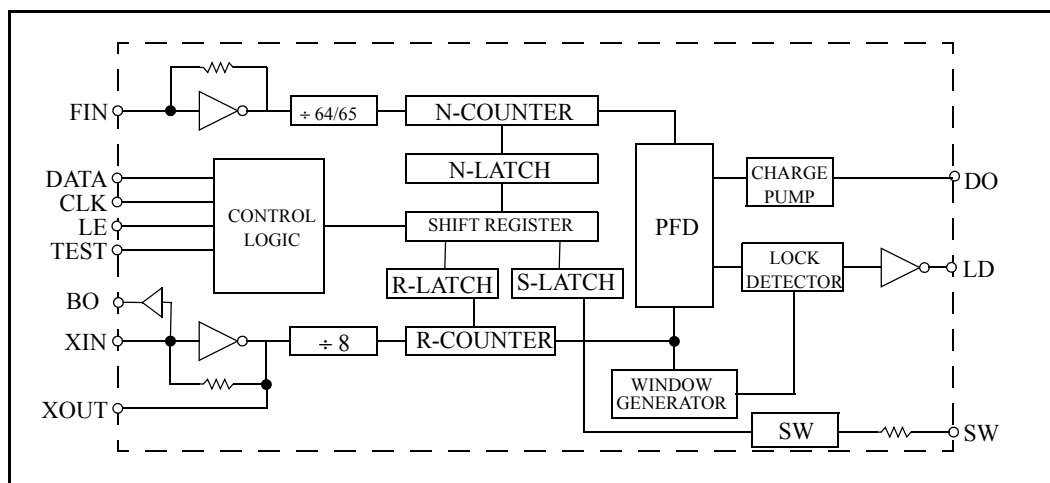 FIN
÷ 64/65
N-COUNTER
N-LATCH
DATA
CLK
LE
TEST
CONTROL
LOGIC
SHIFT REGISTER
PFD
CHARGE
PUMP
DO
LOCK
DETECTOR
LD
R-LATCH
S-LATCH
BO
XIN
÷ 8
R-COUNTER
XOUT
WINDOW
GENERATOR
SW
SW